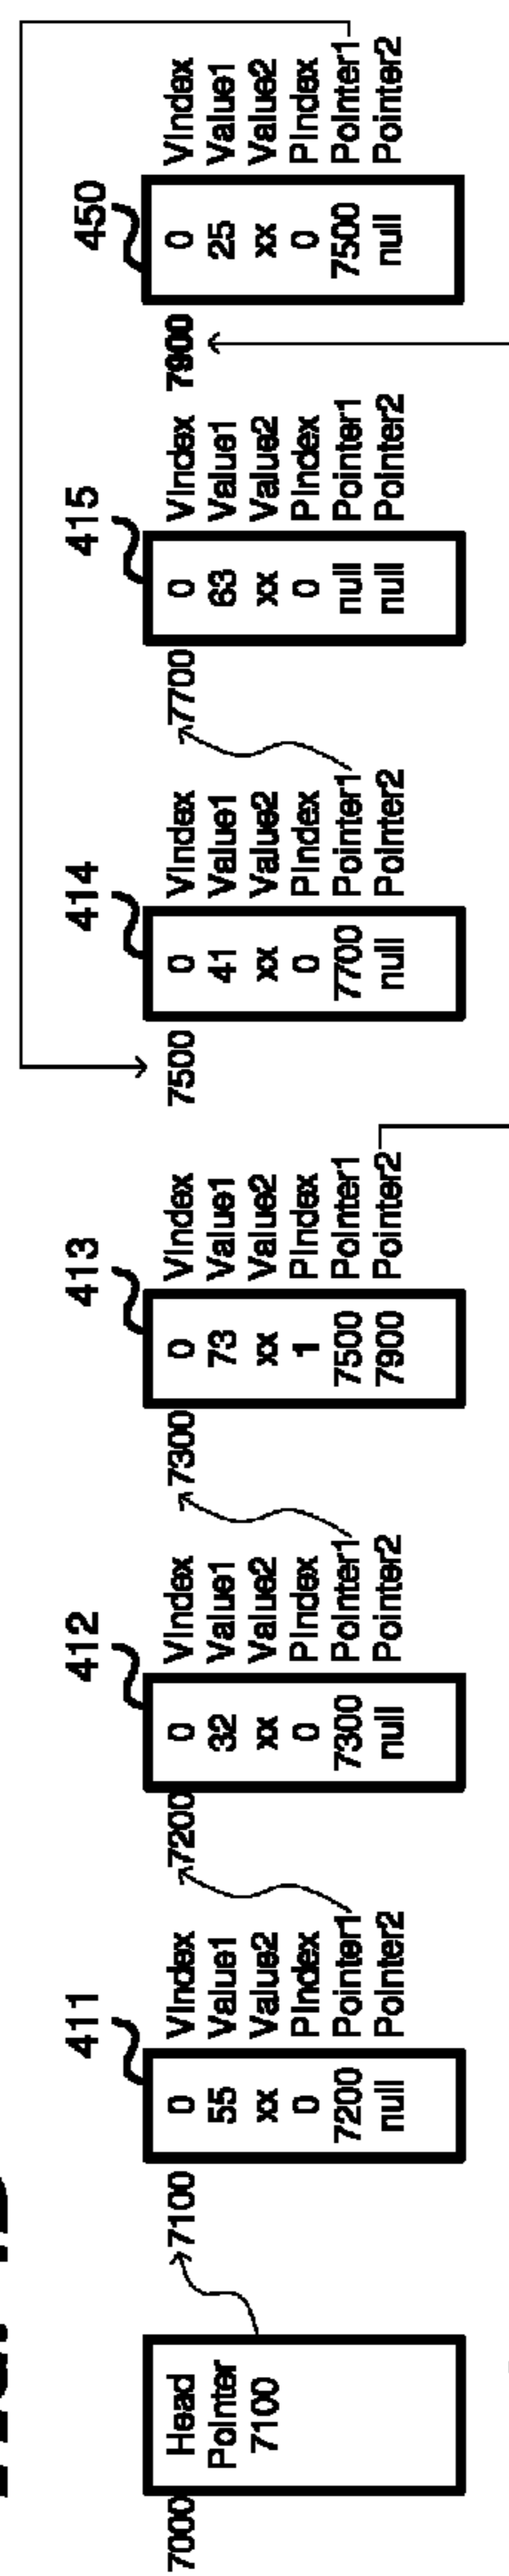 7000
Head
Pointer
7100
7100
411
0 VIndex
55 Value1
xx Value2
0 PIndex
7200 Pointer1
null Pointer2
7200
412
0 VIndex
32 Value1
xx Value2
0 PIndex
7300 Pointer1
null Pointer2
7300
413
0 VIndex
73 Value1
xx Value2
1 PIndex
7500 Pointer1
7900 Pointer2
7500
414
0 VIndex
41 Value1
xx Value2
0 PIndex
7700 Pointer1
null Pointer2
7700
415
0 VIndex
63 Value1
xx Value2
0 PIndex
null Pointer1
null Pointer2
7900
450
0 VIndex
25 Value1
xx Value2
0 PIndex
7500 Pointer1
null Pointer2